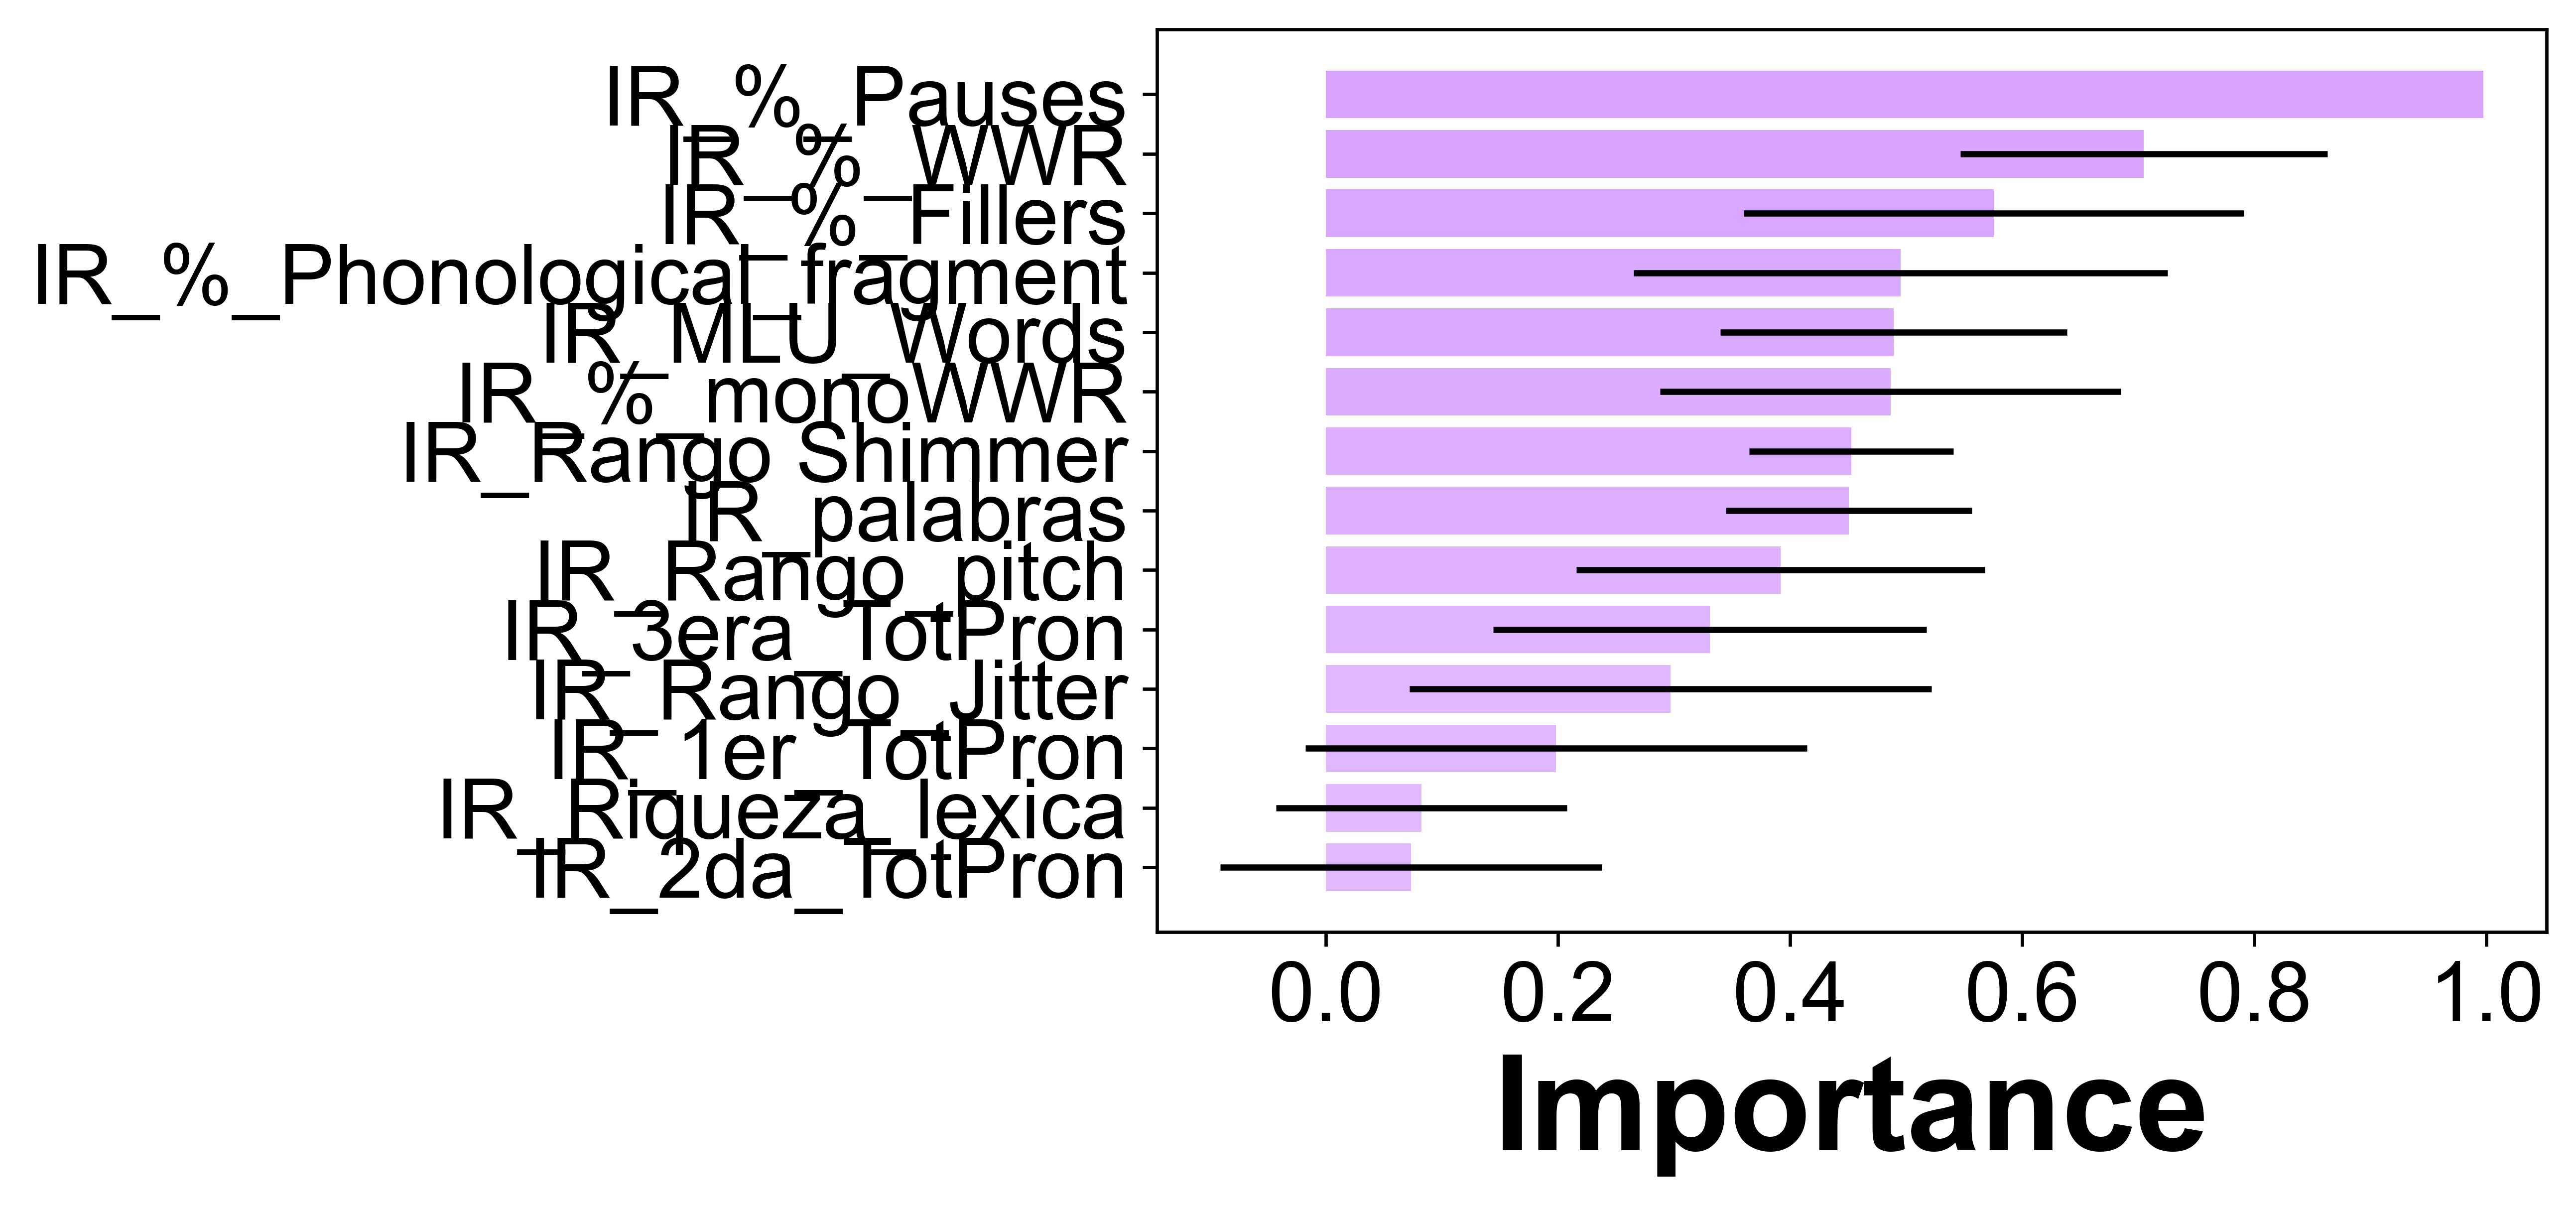 IR_%_Pauses
IR_%_WWR
IR_%_Fillers
IR_%_Phonological_fragment
IR_MLU_Words
IR_%_monoWWR
IR_Rango Shimmer
IR_palabras
IR_Rango_pitch
IR_3era_TotPron
IR_Rango_Jitter
IR_1er_TotPron
IR_Riqueza_lexica
IR_2da_TotPron
0.0 0.2 0.4 0.6 0.8 1.0
Importance